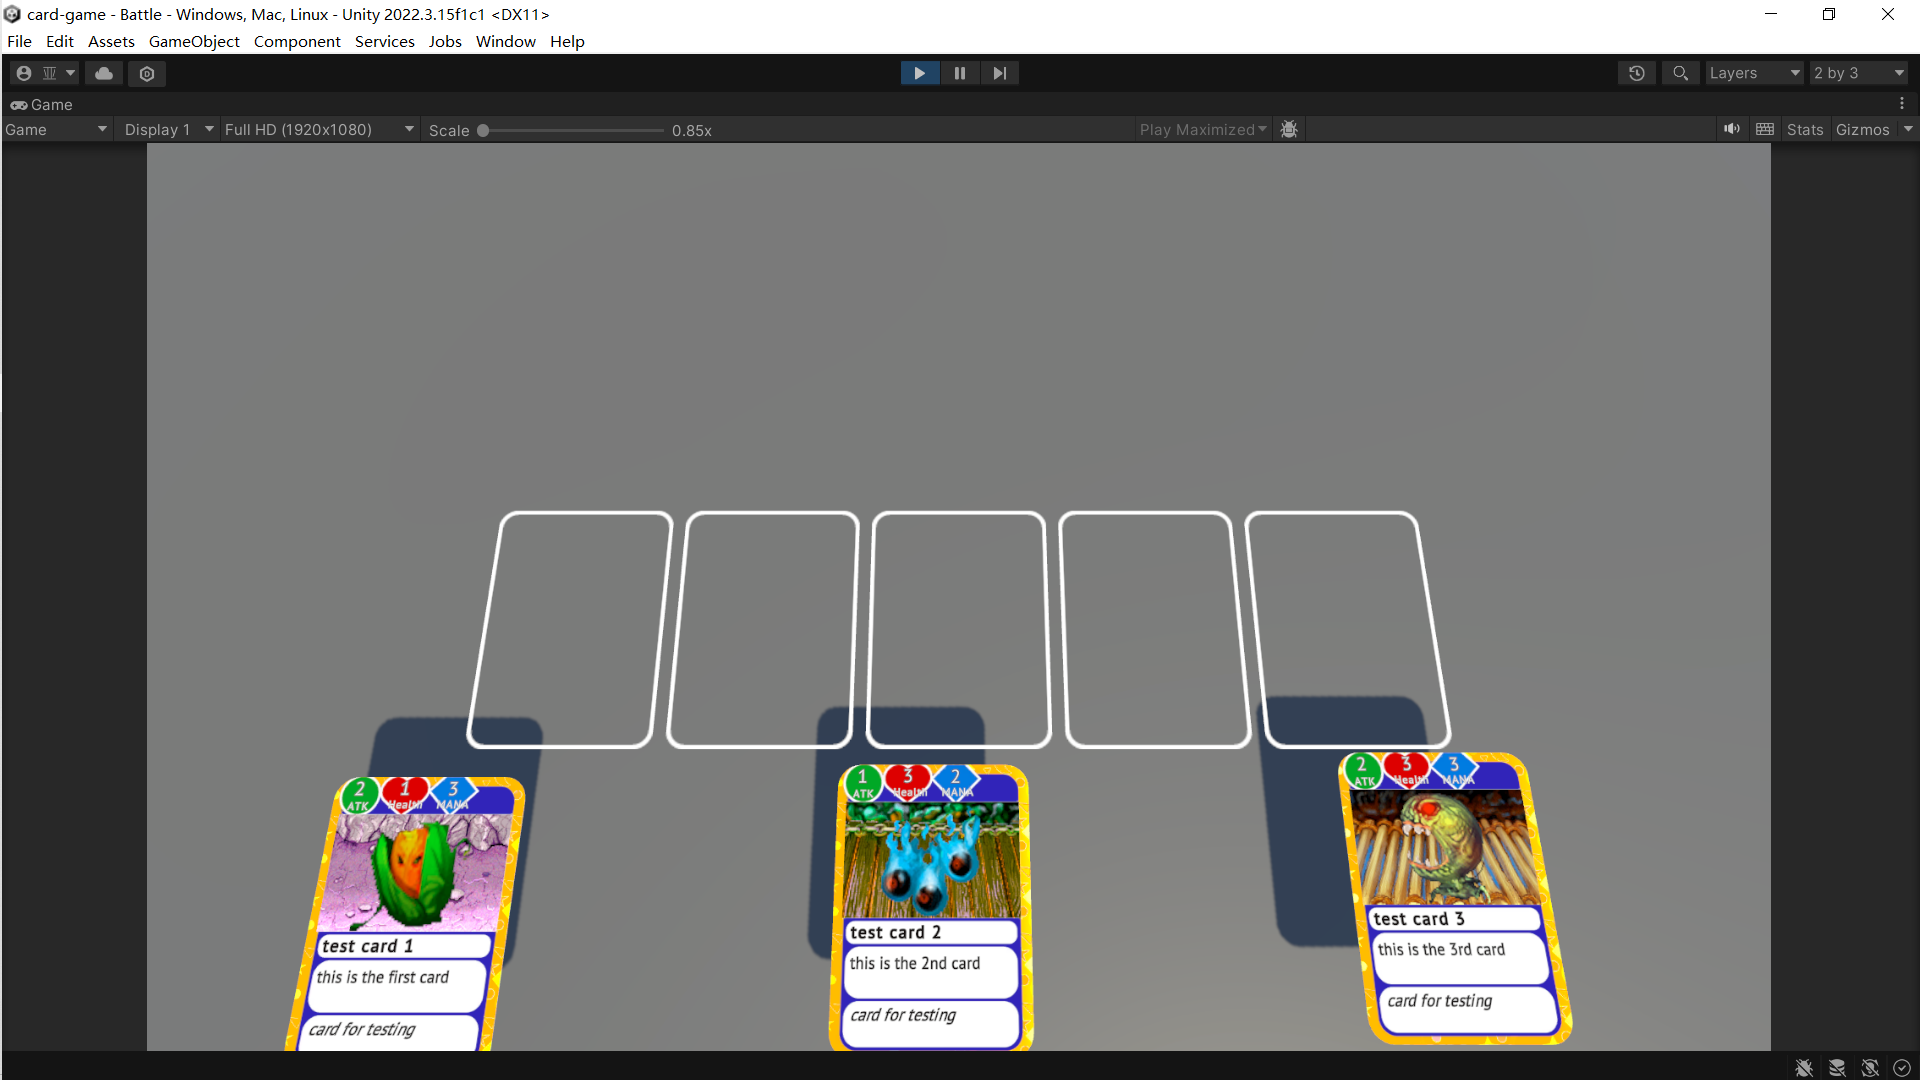 card-game - Battle - Windows, Mac, Linux - Unity 2022.3.15f1c1 <DX11>
File Edit Assets GameObject Component Services Jobs Window Help
Layers 2 by 3
Game
Game Display 1 Full HD (1920x1080) Scale 0.85x Play Maximized Stats Gizmos
2 1 3
ATK Health MANA
test card 1
this is the first card
card for testing
1 3 2
ATK Health MANA
test card 2
this is the 2nd card
card for testing
2 3 3
ATK Health MANA
test card 3
this is the 3rd card
card for testing